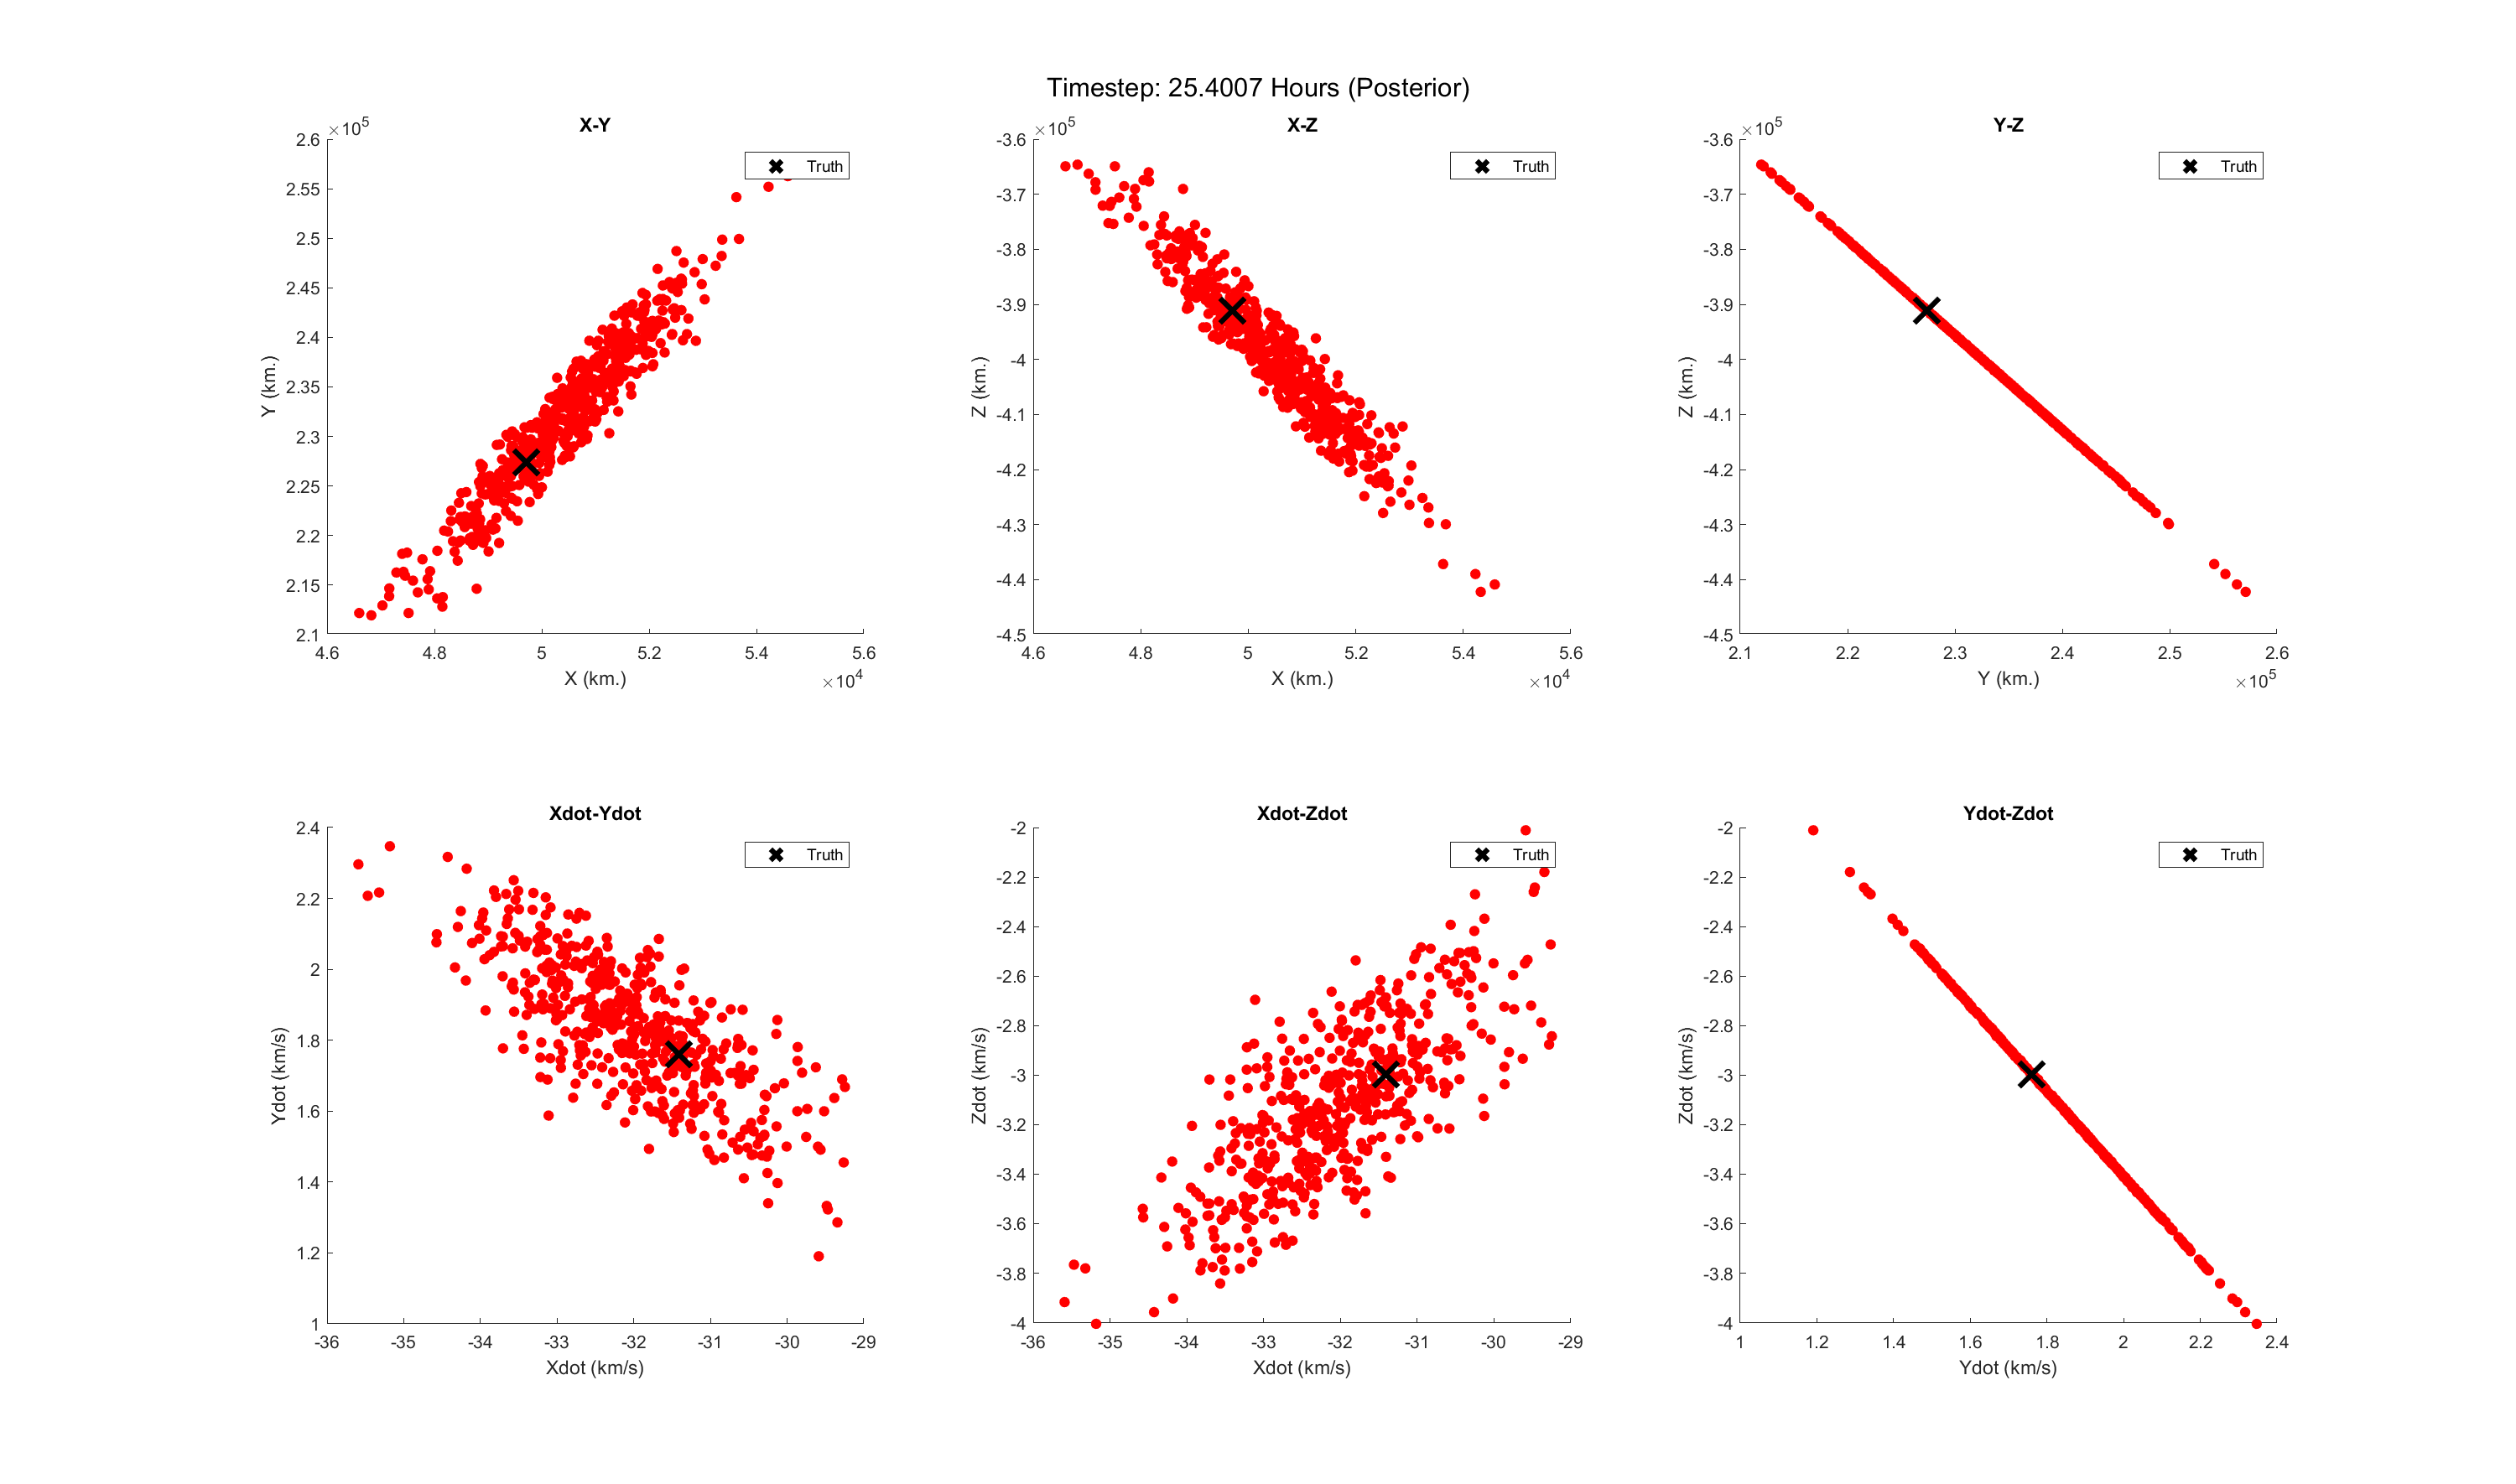 Timestep: 25.4007 Hours (Posterior)
X-Y
×10^5
Truth
2.6
2.55
2.5
2.45
2.4
2.35
2.3
2.25
2.2
2.15
2.1
Y (km.)
4.6 4.8 5 5.2 5.4 5.6
X (km.)
×10^4
X-Z
×10^5
Truth
-3.6
-3.7
-3.8
-3.9
-4
-4.1
-4.2
-4.3
-4.4
-4.5
Z (km.)
4.6 4.8 5 5.2 5.4 5.6
X (km.)
×10^4
Y-Z
×10^5
Truth
-3.6
-3.7
-3.8
-3.9
-4
-4.1
-4.2
-4.3
-4.4
-4.5
Z (km.)
2.1 2.2 2.3 2.4 2.5 2.6
Y (km.)
×10^5
Xdot-Ydot
Truth
2.4
2.2
2
1.8
1.6
1.4
1.2
1
Ydot (km/s)
-36 -35 -34 -33 -32 -31 -30 -29
Xdot (km/s)
Xdot-Zdot
Truth
-2
-2.2
-2.4
-2.6
-2.8
-3
-3.2
-3.4
-3.6
-3.8
-4
Zdot (km/s)
-36 -35 -34 -33 -32 -31 -30 -29
Xdot (km/s)
Ydot-Zdot
Truth
-2
-2.2
-2.4
-2.6
-2.8
-3
-3.2
-3.4
-3.6
-3.8
-4
Zdot (km/s)
1 1.2 1.4 1.6 1.8 2 2.2 2.4
Ydot (km/s)